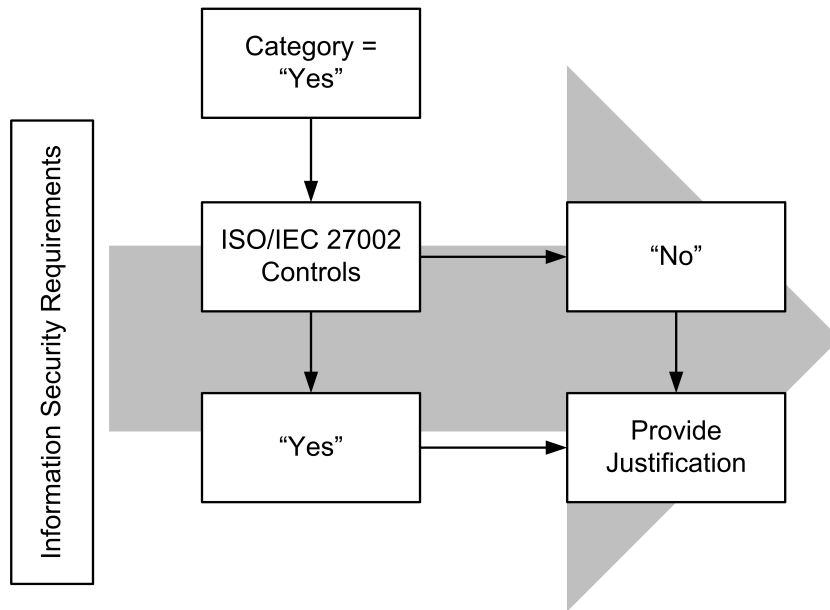 Category =
“Yes”
Information Security Requirements
ISO/IEC 27002
Controls
“No”
“Yes”
Provide
Justification